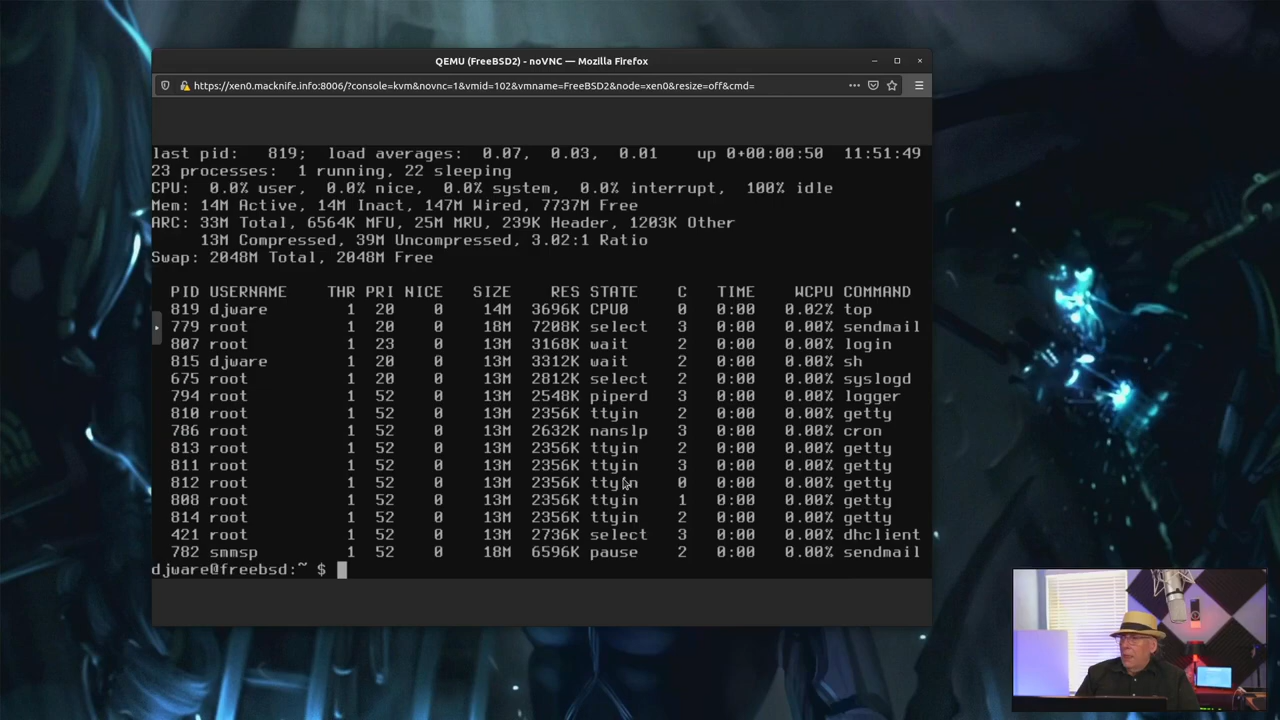 QEMU (FreeBSD2) - noVNC — Mozilla Firefox
https://xen0.macknife.info:8006/?console=kvm&novnc=1&vmid=102&vmname=FreeBSD2&node=xen0&resize=off&cmd=
last pid:   819;  load averages:  0.07,  0.03,  0.01    up 0+00:00:50  11:51:49
23 processes:  1 running, 22 sleeping
CPU:  0.0% user,  0.0% nice,  0.0% system,  0.0% interrupt,  100% idle
Mem: 14M Active, 14M Inact, 147M Wired, 7737M Free
ARC: 33M Total, 6564K MFU, 25M MRU, 239K Header, 1203K Other
     13M Compressed, 39M Uncompressed, 3.02:1 Ratio
Swap: 2048M Total, 2048M Free
  PID USERNAME    THR PRI NICE   SIZE    RES STATE    C   TIME    WCPU COMMAND
  819 djware        1  20    0    14M  3696K CPU0     0   0:00   0.02% top
  779 root          1  20    0    18M  7208K select   3   0:00   0.00% sendmail
  807 root          1  23    0    13M  3168K wait     2   0:00   0.00% login
  815 djware        1  20    0    13M  3312K wait     2   0:00   0.00% sh
  675 root          1  20    0    13M  2812K select   2   0:00   0.00% syslogd
  794 root          1  52    0    13M  2548K piperd   3   0:00   0.00% logger
  810 root          1  52    0    13M  2356K ttyin    2   0:00   0.00% getty
  786 root          1  52    0    13M  2632K nanslp   3   0:00   0.00% cron
  813 root          1  52    0    13M  2356K ttyin    2   0:00   0.00% getty
  811 root          1  52    0    13M  2356K ttyin    3   0:00   0.00% getty
  812 root          1  52    0    13M  2356K ttyin    0   0:00   0.00% getty
  808 root          1  52    0    13M  2356K ttyin    1   0:00   0.00% getty
  814 root          1  52    0    13M  2356K ttyin    2   0:00   0.00% getty
  421 root          1  52    0    13M  2736K select   3   0:00   0.00% dhclient
  782 smmsp         1  52    0    18M  6596K pause    2   0:00   0.00% sendmail
djware@freebsd:~ $